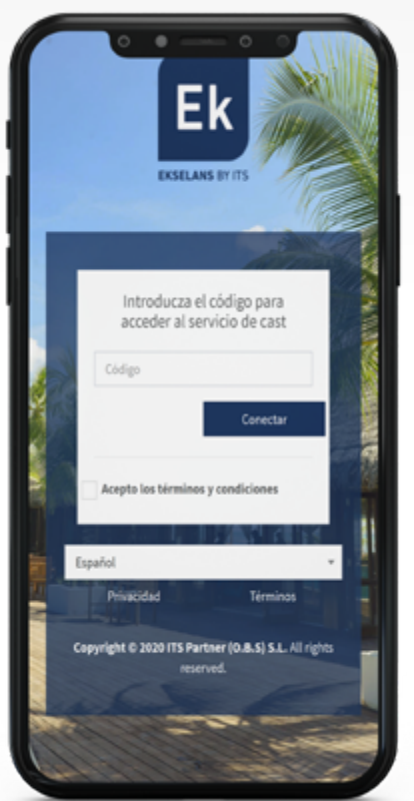 Ek
EKSELANS BY ITS
Introduzca el código para
acceder al servicio de cast
Código
Conectar
Acepto los términos y condiciones
Español
Privacidad
Términos
Copyright © 2020 ITS Partner (O.B.S) S.L. All rights
reserved.